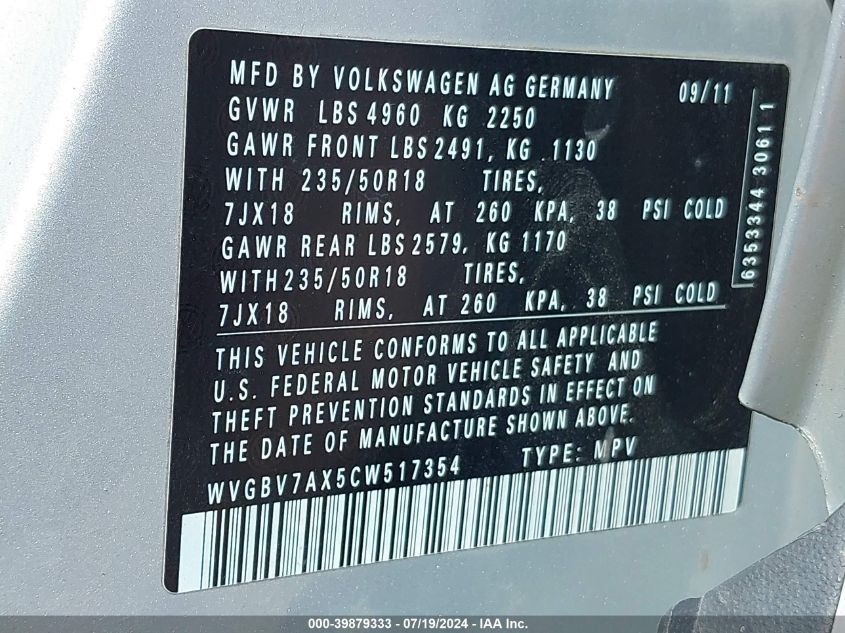 MFD BY VOLKSWAGEN AG GERMANY 09/11
GVWR LBS 4960 KG 2250
GAWR FRONT LBS 2491, KG 1130
WITH 235/50R18 TIRES,
7JX18 RIMS, AT 260 KPA, 38 PSI COLD
GAWR REAR LBS 2579, KG 1170
WITH 235/50R18 TIRES,
7JX18 RIMS, AT 260 KPA, 38 PSI COLD
THIS VEHICLE CONFORMS TO ALL APPLICABLE
U.S. FEDERAL MOTOR VEHICLE SAFETY AND
THEFT PREVENTION STANDARDS IN EFFECT ON
THE DATE OF MANUFACTURE SHOWN ABOVE.
WVGBV7AX5CW517354 TYPE: MPV
6353344 3061 1
000-39879333 - 07/19/2024 - IAA Inc.